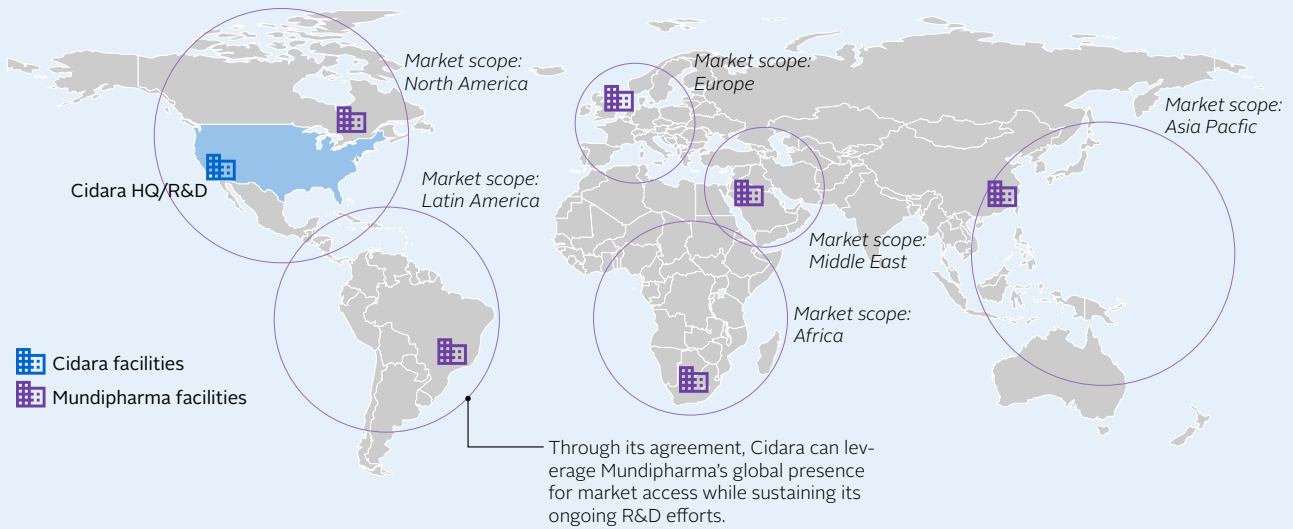 Market scope:
North America
Market scope:
Europe
Market scope:
Asia Pacfic
Cidara HQ/R&D
Market scope:
Latin America
Market scope:
Middle East
Market scope:
Africa
Cidara facilities
Mundipharma facilities
Through its agreement, Cidara can lev-
erage Mundipharma's global presence
for market access while sustaining its
ongoing R&D efforts.